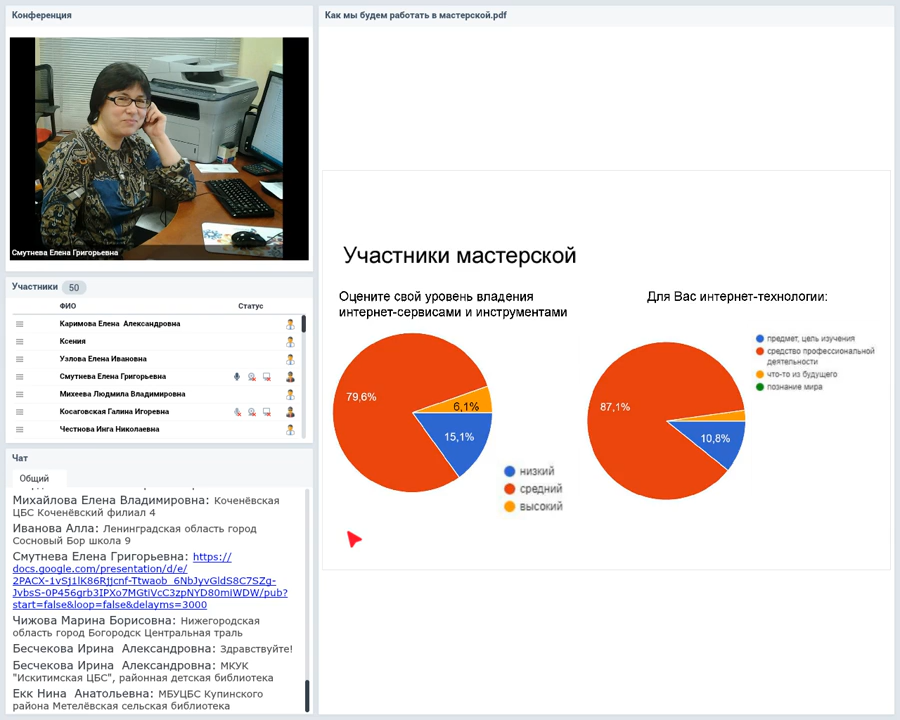 Конференция
Смутнева Елена Григорьевна
Участники 50
ФИО Статус
Каримова Елена Александровна
Ксения
Узлова Елена Ивановна
Смутнева Елена Григорьевна
Михеева Людмила Владимировна
Косаговская Галина Игоревна
Честнова Инга Николаевна
Чат
Общий
Михайлова Елена Владимировна: Коченёвская
ЦБС Коченёвский филиал 4
Иванова Алла: Ленинградская область город
Сосновый Бор школа 9
Смутнева Елена Григорьевна: https://
docs.google.com/presentation/d/e/
2PACX-1vSj1lK86Rjjcnf-Ttwaob_6NbJyvGldS8C7SZg-
JvbsS-0P456grb3IPXo7MGtiVcC3zpNYD80mIWDW/pub?
start=false&loop=false&delayms=3000
Чижова Марина Борисовна: Нижегородская
область город Богородск Центральная траль
Бесчекова Ирина Александровна: Здравствуйте!
Бесчекова Ирина Александровна: МКУК
"Искитимская ЦБС", районная детская библиотека
Екк Нина Анатольевна: МБУЦБС Купинского
района Метелёвская сельская библиотека
Как мы будем работать в мастерской.pdf
Участники мастерской
Оцените свой уровень владения
интернет-сервисами и инструментами
79,6%
6,1%
15,1%
низкий
средний
высокий
Для Вас интернет-технологии:
87,1%
10,8%
предмет, цель изучения
средство профессиональной
деятельности
что-то из будущего
познание мира